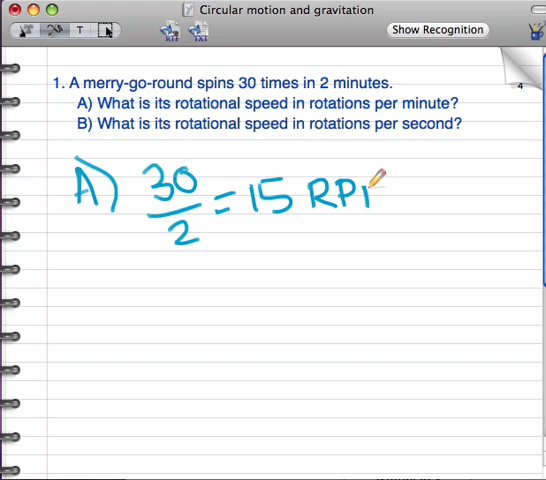 Circular motion and gravitation
T
Show Recognition
RTF
TXT
4
1. A merry-go-round spins 30 times in 2 minutes.
A) What is its rotational speed in rotations per minute?
B) What is its rotational speed in rotations per second?
A) 30
2
= 15 RP